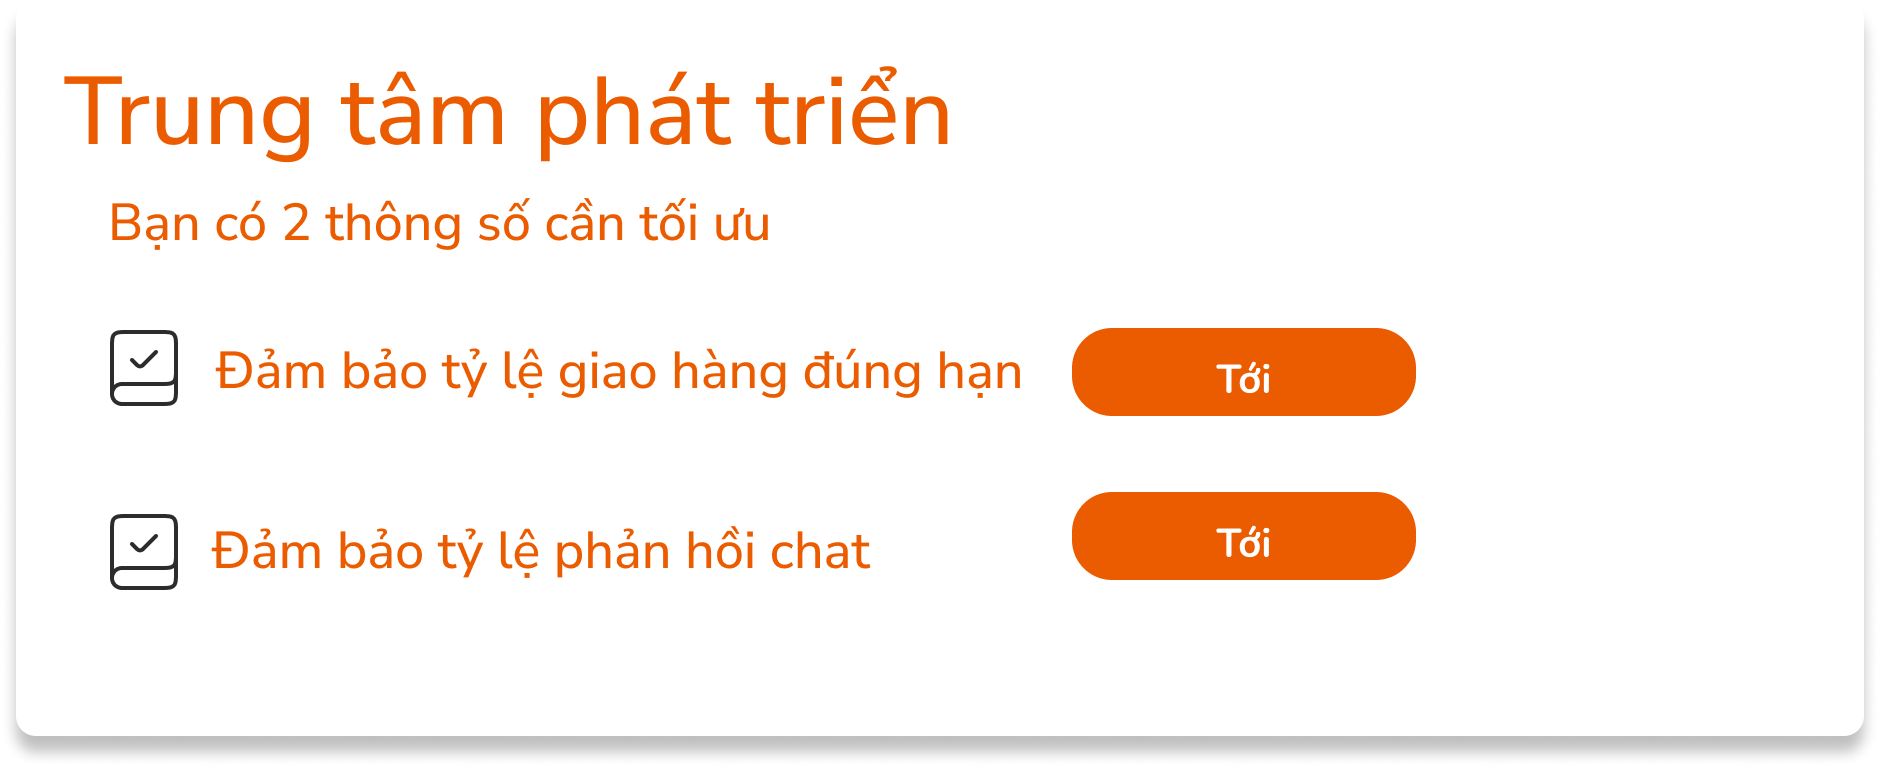 Trung tâm phát triển
Bạn có 2 thông số cần tối ưu
Đảm bảo tỷ lệ giao hàng đúng hạn
Tới
Đảm bảo tỷ lệ phản hồi chat
Tới